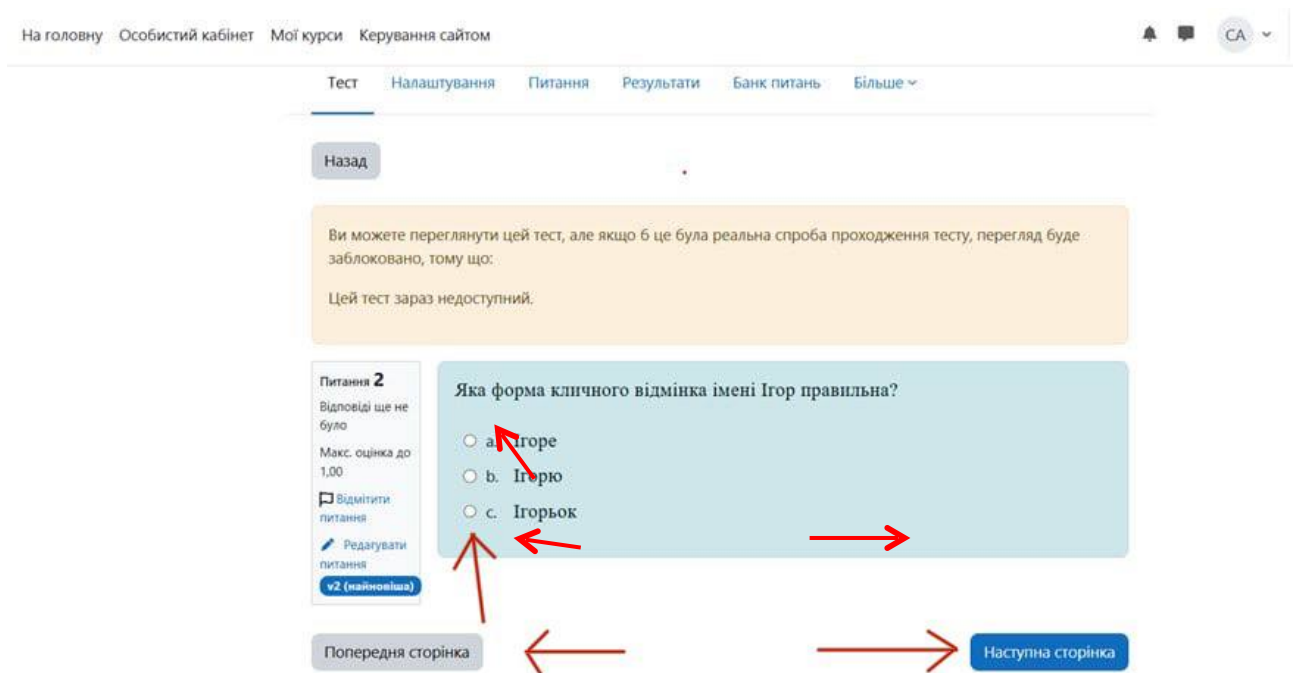 На головну Особистий кабінет Мої курси Керування сайтом СА
Тест Налаштування Питання Результати Банк питань Більше
Назад
Ви можете переглянути цей тест, але якщо б це була реальна спроба проходження тесту, перегляд буде
заблоковано, тому що:
Цей тест зараз недоступний.
Питання 2
Відповіді ще не
було
Макс. оцінка до
1,00
Відмітити
питання
Редагувати
питання
v2 (найновіша)
Яка форма кличного відмінка імені Ігор правильна?
a. Ігоре
b. Ігорю
c. Ігорьок
Попередня сторінка
Наступна сторінка